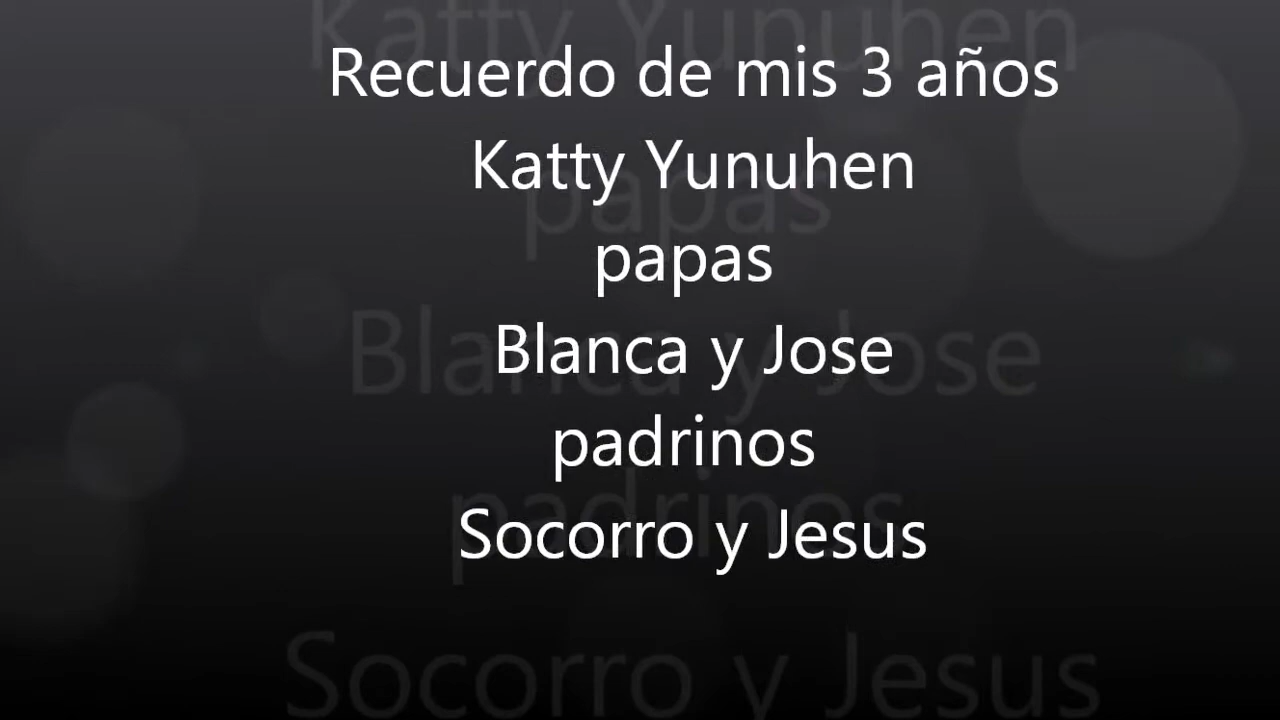 Recuerdo de mis 3 años
Katty Yunuhen
papas
Blanca y Jose
padrinos
Socorro y Jesus